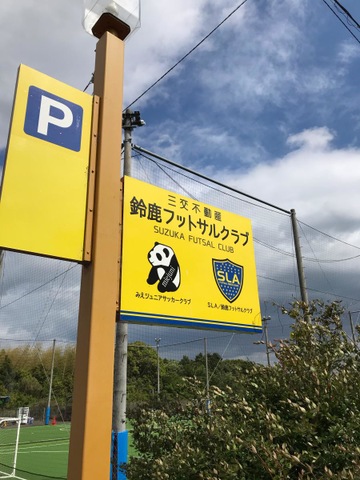 P
三交不動産
鈴鹿フットサルクラブ
SUZUKA FUTSAL CLUB
SLA
みえジュニアサッカークラブ
SLA/鈴鹿フットサルクラブ